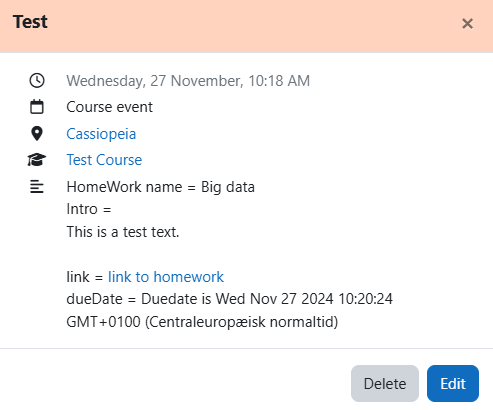 Test
×
Wednesday, 27 November, 10:18 AM
Course event
Cassiopeia
Test Course
HomeWork name = Big data
Intro =
This is a test text.
link = link to homework
dueDate = Duedate is Wed Nov 27 2024 10:20:24
GMT+0100 (Centraleuropæisk normaltid)
Delete Edit